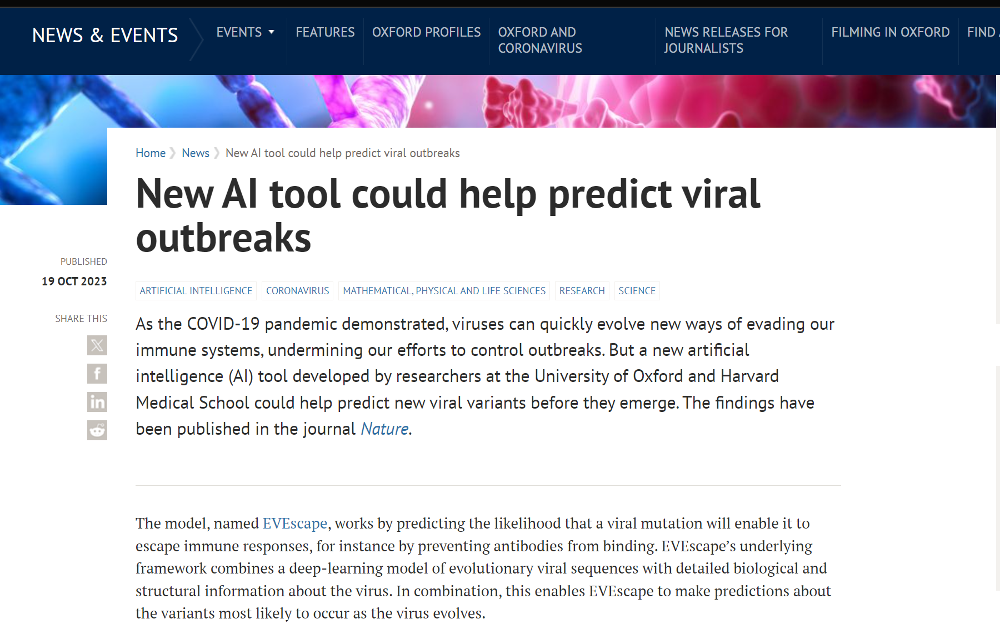 NEWS & EVENTS
EVENTS
FEATURES
OXFORD PROFILES
OXFORD AND
CORONAVIRUS
NEWS RELEASES FOR
JOURNALISTS
FILMING IN OXFORD
FIND
Home
News
New AI tool could help predict viral outbreaks
New AI tool could help predict viral
outbreaks
PUBLISHED
19 OCT 2023
SHARE THIS
ARTIFICIAL INTELLIGENCE
CORONAVIRUS
MATHEMATICAL, PHYSICAL AND LIFE SCIENCES
RESEARCH
SCIENCE
As the COVID-19 pandemic demonstrated, viruses can quickly evolve new ways of evading our
immune systems, undermining our efforts to control outbreaks. But a new artificial
intelligence (AI) tool developed by researchers at the University of Oxford and Harvard
Medical School could help predict new viral variants before they emerge. The findings have
been published in the journal Nature.
The model, named EVEscape, works by predicting the likelihood that a viral mutation will enable it to
escape immune responses, for instance by preventing antibodies from binding. EVEscape’s underlying
framework combines a deep-learning model of evolutionary viral sequences with detailed biological and
structural information about the virus. In combination, this enables EVEscape to make predictions about
the variants most likely to occur as the virus evolves.